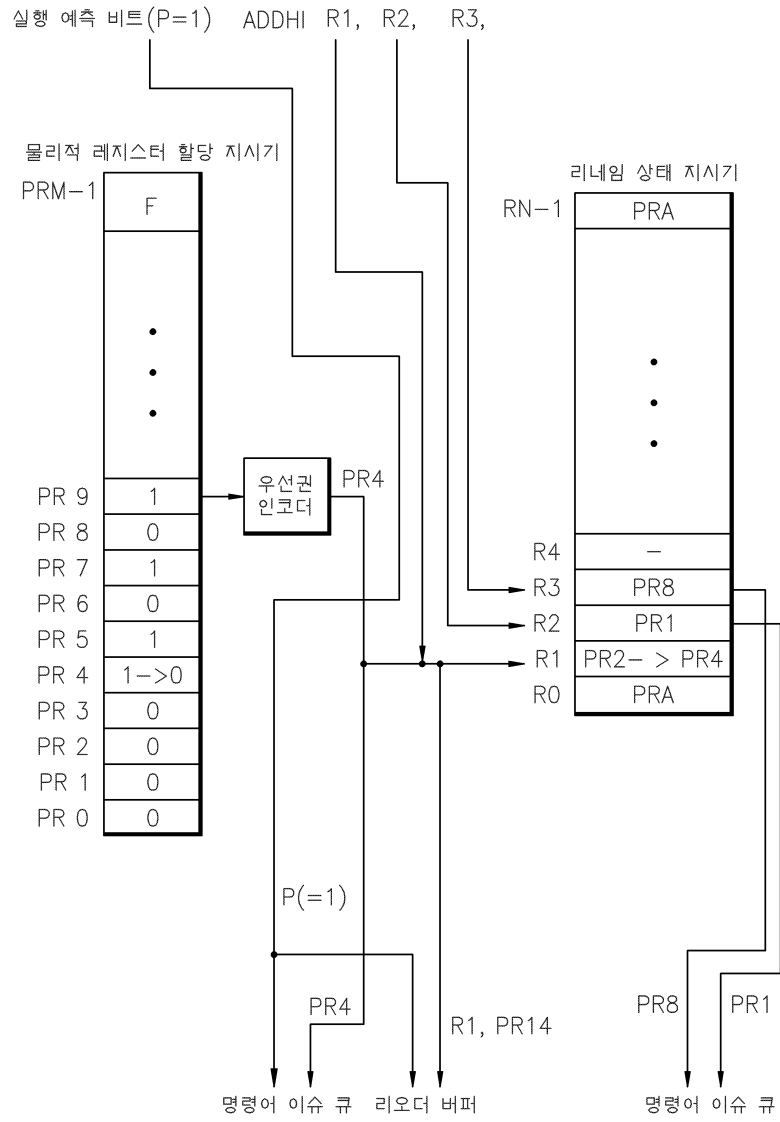 실행 예측 비트(P=1) ADDHI R1, R2, R3,
물리적 레지스터 할당 지시기
리네임 상태 지시기
PRM-1 F
RN-1 PRA
PR 9 1
우선권
인코더
PR4
PR 8 0
PR 7 1
PR 6 0
PR 5 1
PR 4 1->0
PR 3 0
PR 2 0
PR 1 0
PR 0 0
R4 -
R3 PR8
R2 PR1
R1 PR2- > PR4
R0 PRA
P(=1)
PR4
R1, PR14
PR8
PR1
명령어 이슈 큐
리오더 버퍼
명령어 이슈 큐